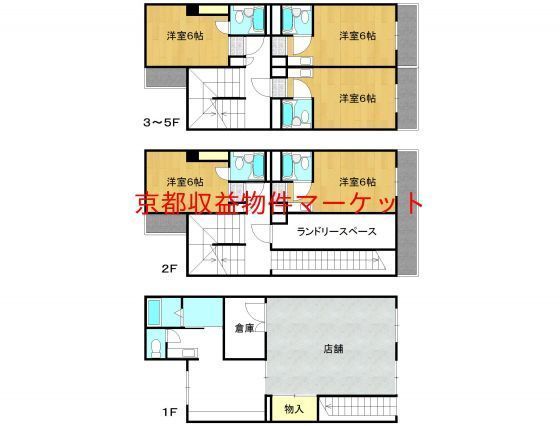 洋室6帖
洋室6帖
洋室6帖
3～5F
洋室6帖
洋室6帖
京都収益物件マーケット
ランドリースペース
2F
倉庫
店舗
物入
1F